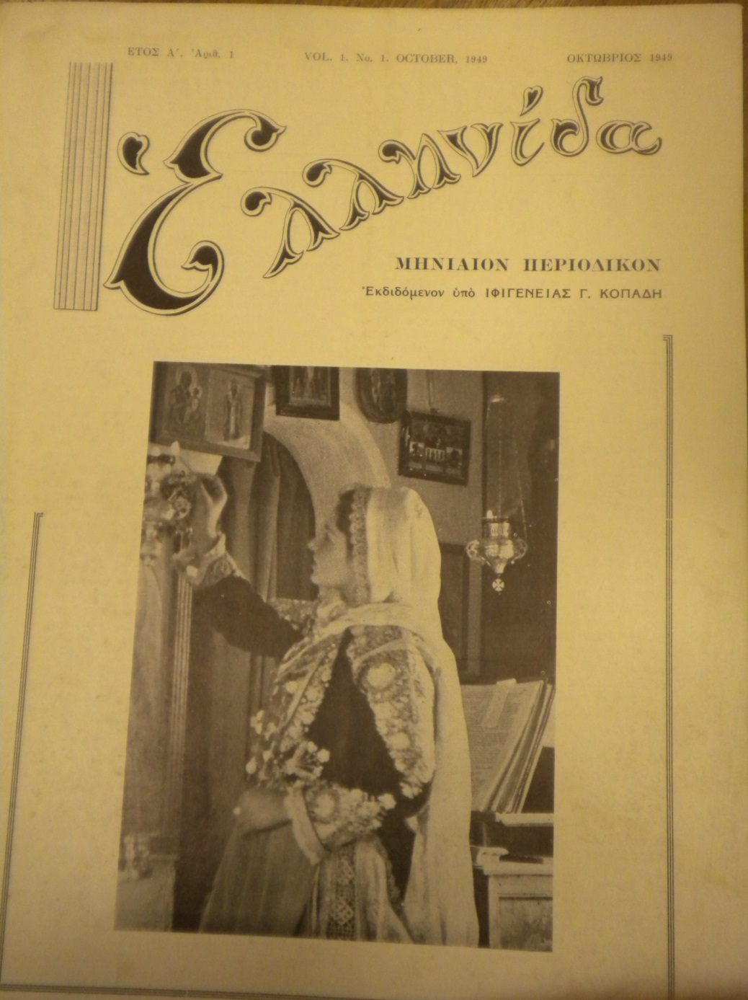 ΕΤΟΣ Α΄. Ἀριθ. 1 VOL. 1. No. 1. OCTOBER, 1949 ΟΚΤΩΒΡΙΟΣ 1949
Ἑλληνίδα
ΜΗΝΙΑΙΟΝ ΠΕΡΙΟΔΙΚΟΝ
Ἐκδιδόμενον ὑπὸ ΙΦΙΓΕΝΕΙΑΣ Γ. ΚΟΠΑΔΗ